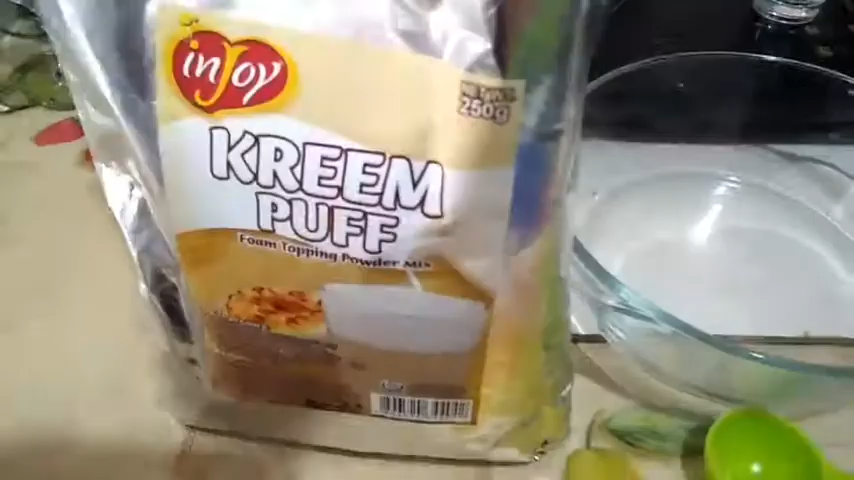 inJoy
NET WT.
250g
KREEM
PUFF
Foam Topping Powder Mix